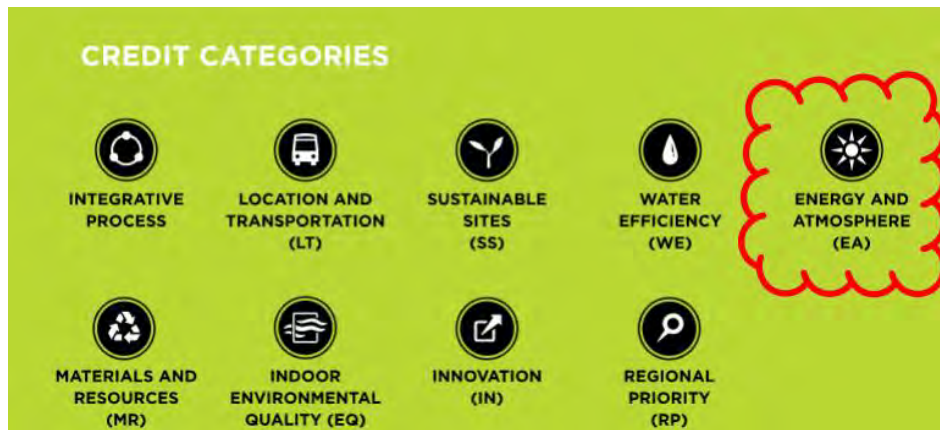 CREDIT CATEGORIES
INTEGRATIVE
PROCESS
LOCATION AND
TRANSPORTATION
(LT)
SUSTAINABLE
SITES
(SS)
WATER
EFFICIENCY
(WE)
ENERGY AND
ATMOSPHERE
(EA)
MATERIALS AND
RESOURCES
(MR)
INDOOR
ENVIRONMENTAL
QUALITY (EQ)
INNOVATION
(IN)
REGIONAL
PRIORITY
(RP)